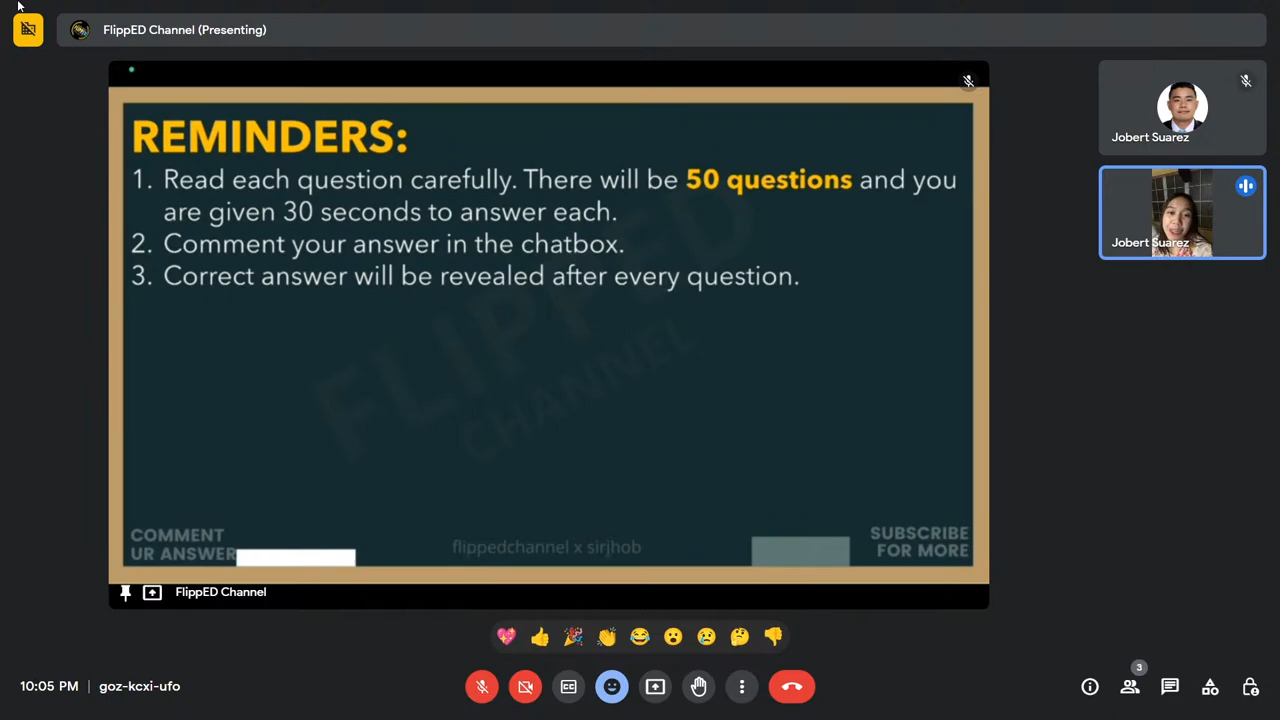 FlippED Channel (Presenting)
REMINDERS:
1. Read each question carefully. There will be 50 questions and you
are given 30 seconds to answer each.
2. Comment your answer in the chatbox.
3. Correct answer will be revealed after every question.
FLIPPED
CHANNEL
COMMENT
UR ANSWER
flippedchannel x sirjhob
SUBSCRIBE
FOR MORE
FlippED Channel
Jobert Suarez
Jobert Suarez
10:05 PM | goz-kcxi-ufo
3